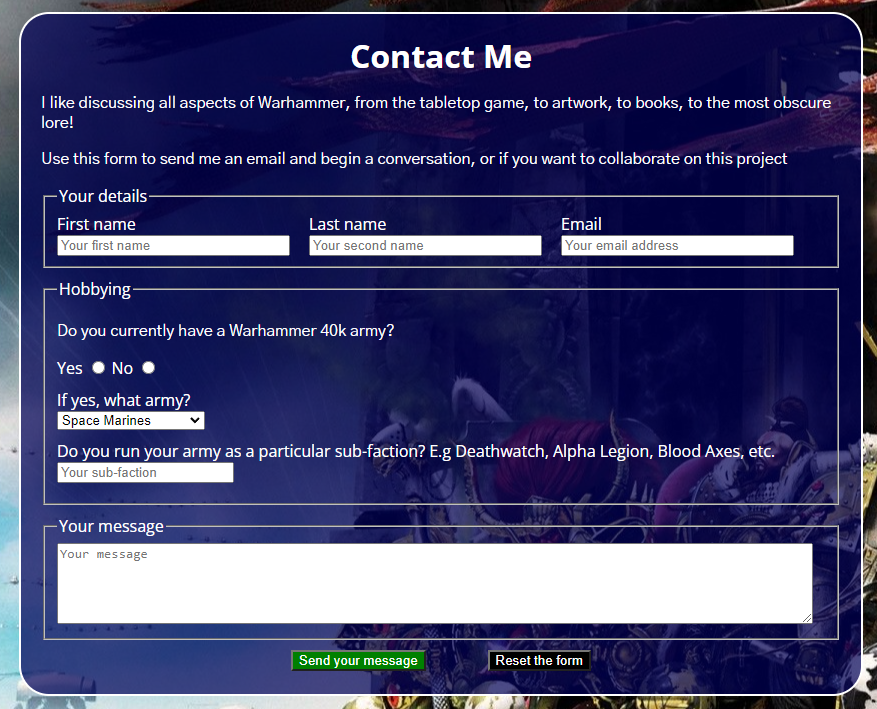 Contact Me
I like discussing all aspects of Warhammer, from the tabletop game, to artwork, to books, to the most obscure
lore!
Use this form to send me an email and begin a conversation, or if you want to collaborate on this project
Your details
First name Last name Email
Your first name Your second name Your email address
Hobbying
Do you currently have a Warhammer 40k army?
Yes No
If yes, what army?
Space Marines
Do you run your army as a particular sub-faction? E.g Deathwatch, Alpha Legion, Blood Axes, etc.
Your sub-faction
Your message
Your message
Send your message Reset the form